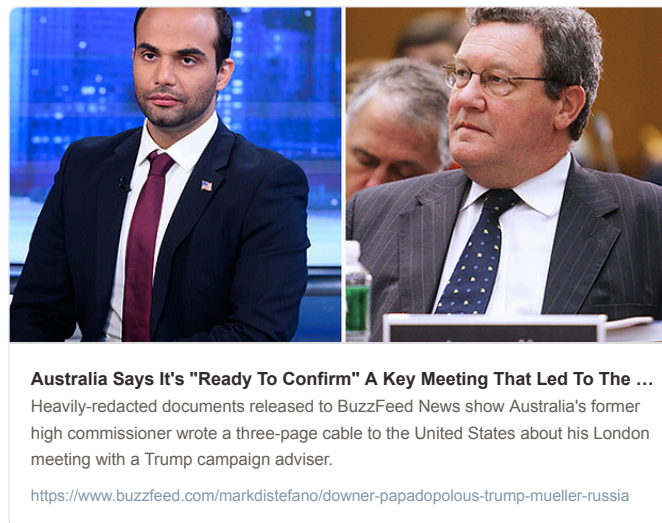 Australia Says It's "Ready To Confirm" A Key Meeting That Led To The ...
Heavily-redacted documents released to BuzzFeed News show Australia's former
high commissioner wrote a three-page cable to the United States about his London
meeting with a Trump campaign adviser.
https://www.buzzfeed.com/markdistefano/downer-papadopolous-trump-mueller-russia